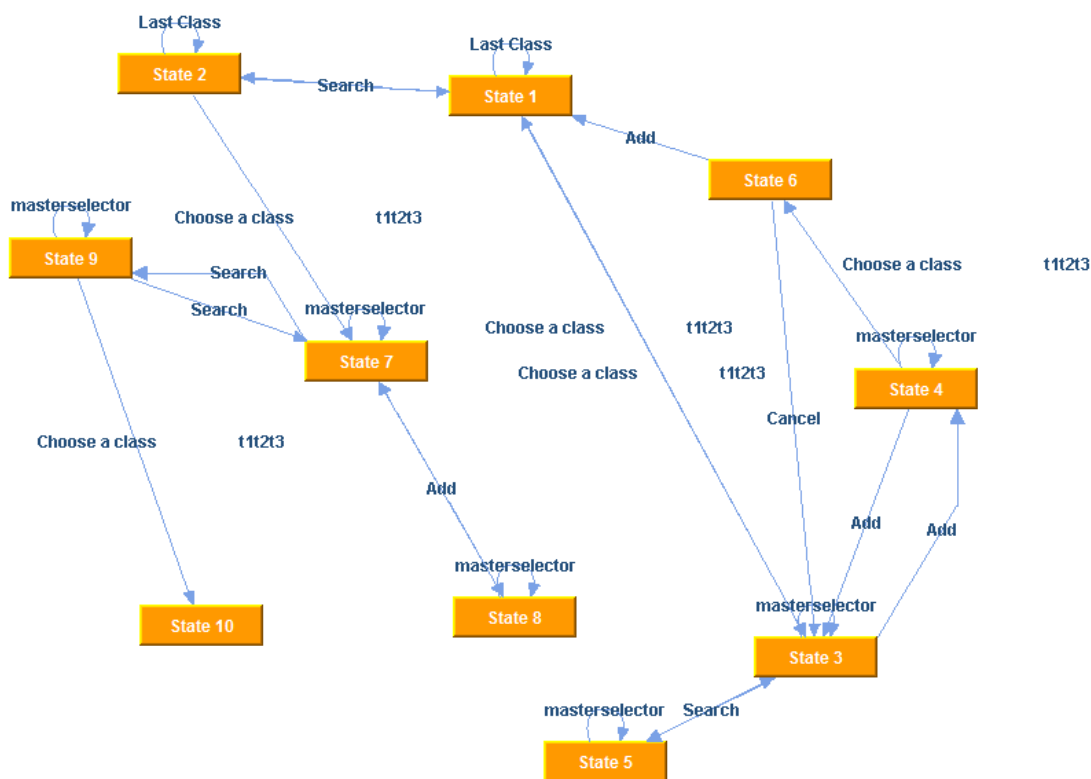 Last Class
State 2
Last Class
Search
State 1
Add
State 6
masterselector
Choose a class t1t2t3
State 9
Search
Choose a class t1t2t3
Search
masterselector
Choose a class t1t2t3
masterselector
State 7
Choose a class t1t2t3
State 4
Cancel
Choose a class t1t2t3
Add
Add
Add
masterselector
masterselector
State 10
State 8
State 3
masterselector
Search
State 5